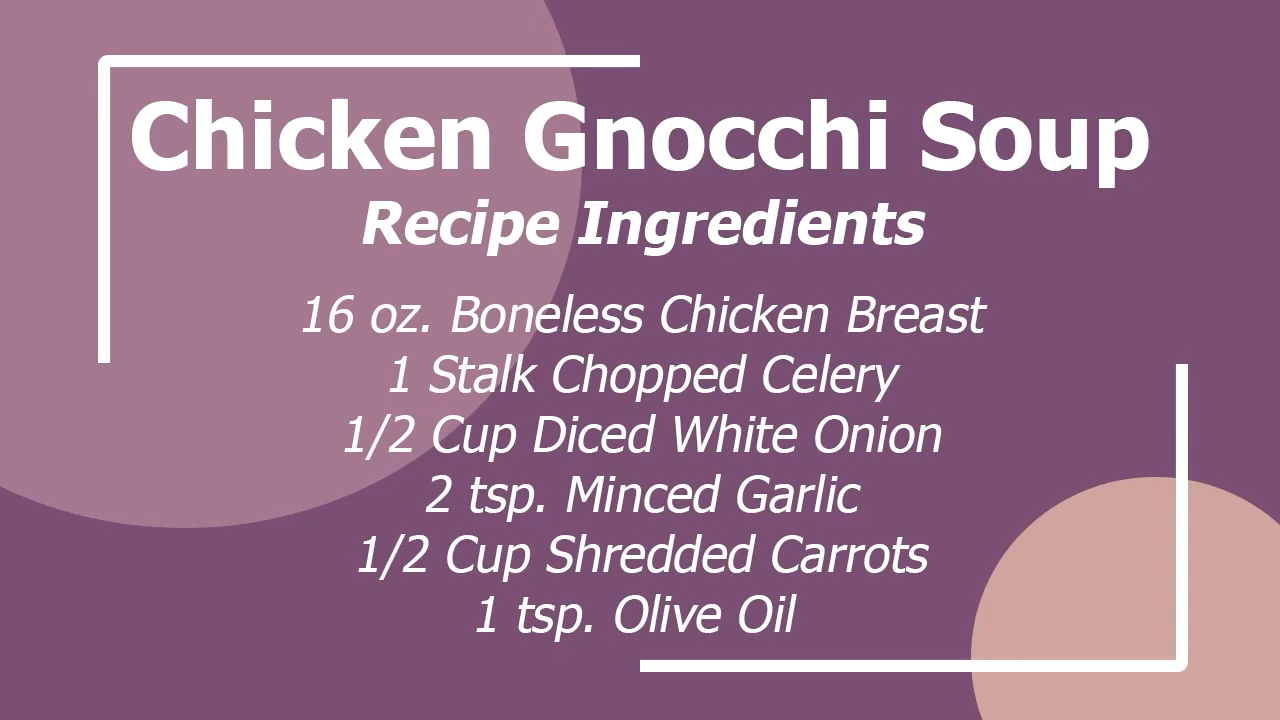 Chicken Gnocchi Soup
Recipe Ingredients
16 oz. Boneless Chicken Breast
1 Stalk Chopped Celery
1/2 Cup Diced White Onion
2 tsp. Minced Garlic
1/2 Cup Shredded Carrots
1 tsp. Olive Oil